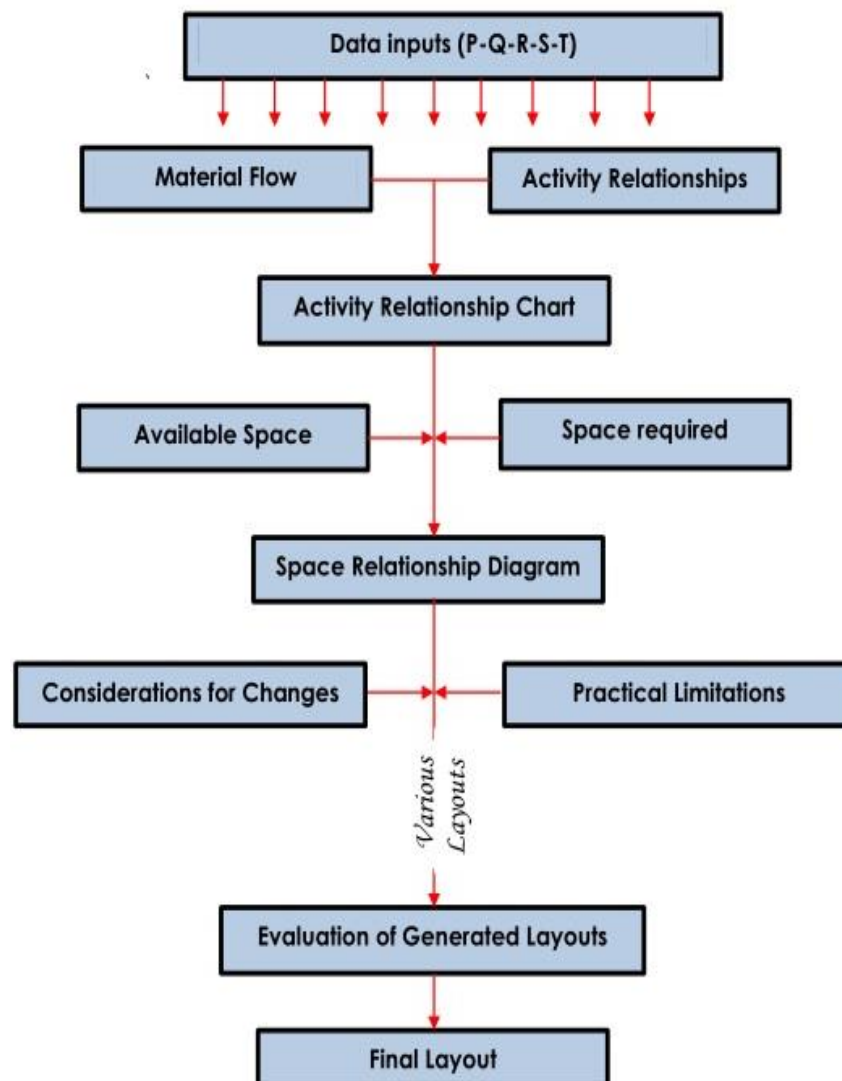 Data inputs (P-Q-R-S-T)
Material Flow
Activity Relationships
Activity Relationship Chart
Available Space
Space required
Space Relationship Diagram
Considerations for Changes
Practical Limitations
Various
Layouts
Evaluation of Generated Layouts
Final Layout